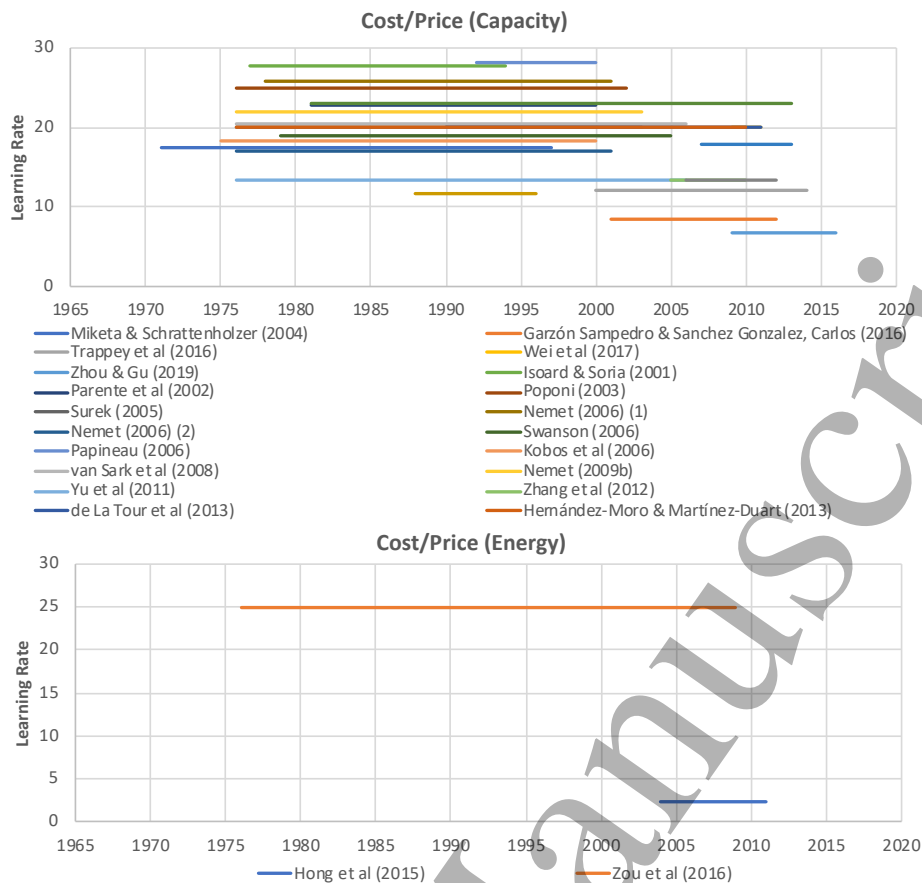 Cost/Price (Capacity)
30
20
10
0
Learning Rate
1965 1970 1975 1980 1985 1990 1995 2000 2005 2010 2015 2020
Miketa & Schrattenholzer (2004) Garzón Sampedro & Sanchez Gonzalez, Carlos (2016)
Trappey et al (2016) Wei et al (2017)
Zhou & Gu (2019) Isoard & Soria (2001)
Parente et al (2002) Poponi (2003)
Surek (2005) Nemet (2006) (1)
Nemet (2006) (2) Swanson (2006)
Papineau (2006) Kobos et al (2006)
van Sark et al (2008) Nemet (2009b)
Yu et al (2011) Zhang et al (2012)
de La Tour et al (2013) Hernández-Moro & Martínez-Duart (2013)
Cost/Price (Energy)
30
25
20
15
10
5
0
Learning Rate
1965 1970 1975 1980 1985 1990 1995 2000 2005 2010 2015 2020
Hong et al (2015) Zou et al (2016)
anuscri